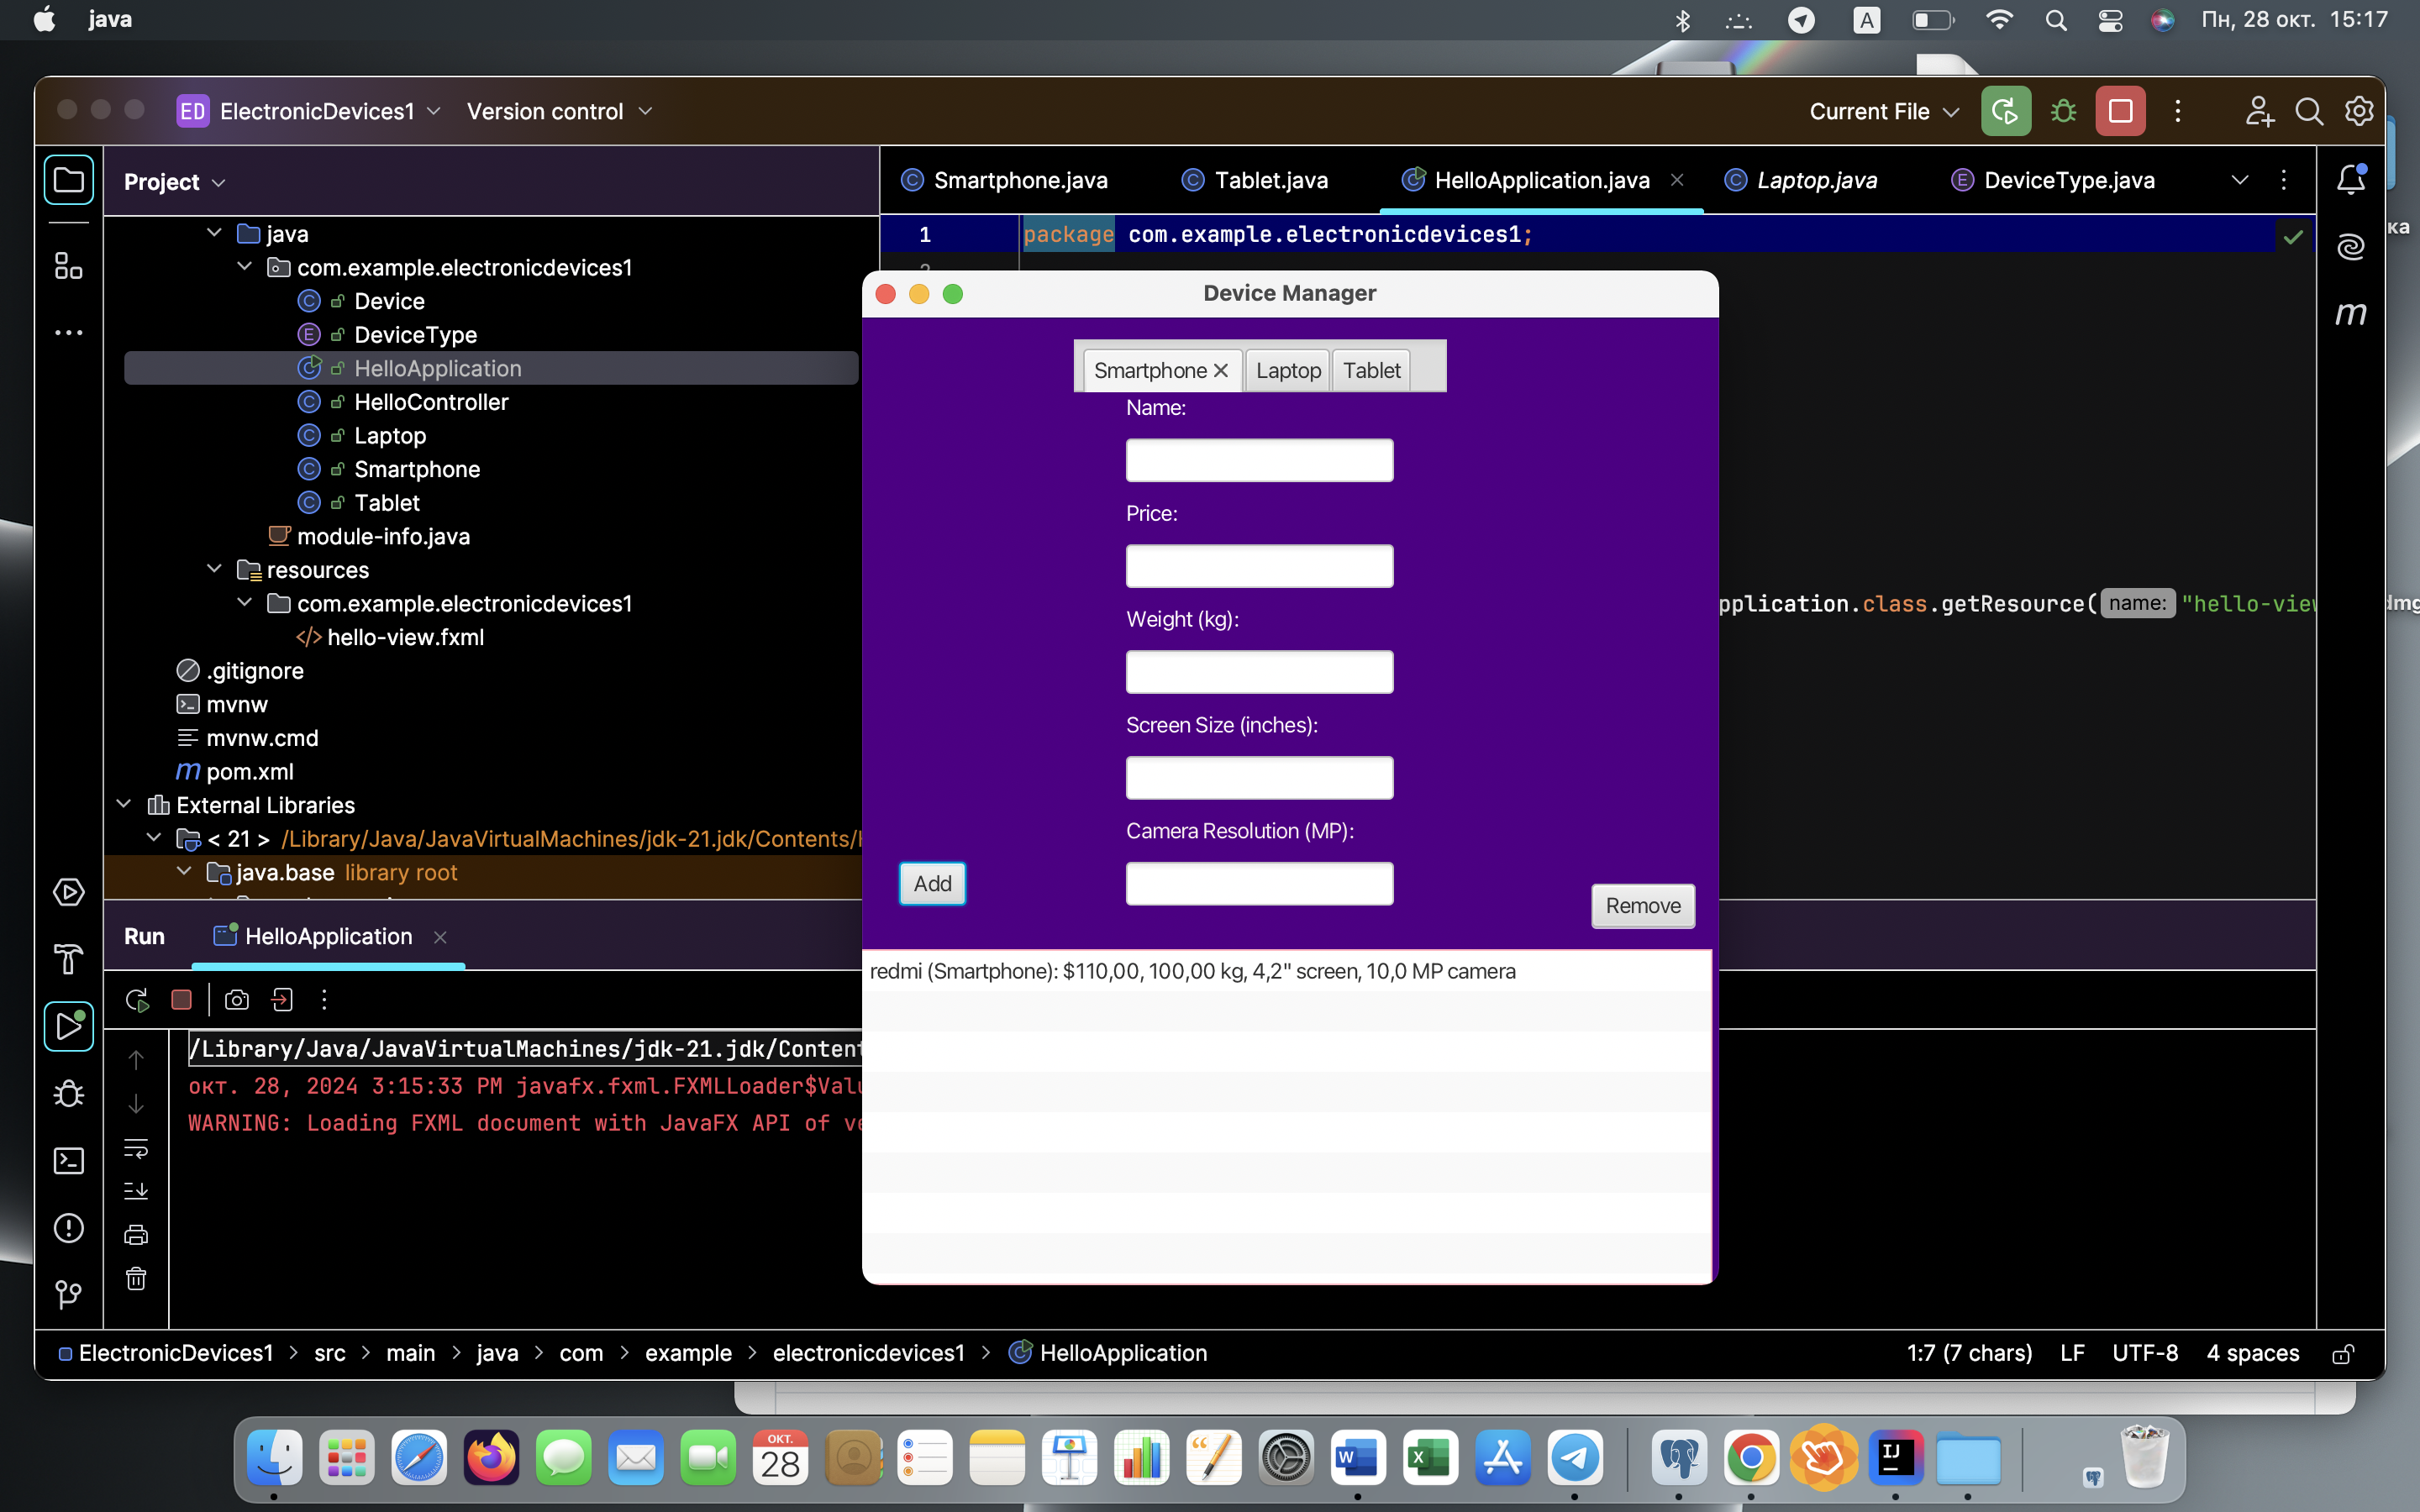 java
A
Пн, 28 окт. 15:17
ED ElectronicDevices1 Version control
Current File
Project
Smartphone.java Tablet.java HelloApplication.java Laptop.java DeviceType.java
java
com.example.electronicdevices1
Device
DeviceType
HelloApplication
HelloController
Laptop
Smartphone
Tablet
module-info.java
resources
com.example.electronicdevices1
hello-view.fxml
.gitignore
mvnw
mvnw.cmd
pom.xml
External Libraries
< 21 > /Library/Java/JavaVirtualMachines/jdk-21.jdk/Contents/
java.base library root
1 package com.example.electronicdevices1;
pplication.class.getResource( name: "hello-view
ка
dmg
Device Manager
Smartphone Laptop Tablet
Name:
Price:
Weight (kg):
Screen Size (inches):
Camera Resolution (MP):
Add
Remove
redmi (Smartphone): $110,00, 100,00 kg, 4,2" screen, 10,0 MP camera
Run HelloApplication
/Library/Java/JavaVirtualMachines/jdk-21.jdk/Content
окт. 28, 2024 3:15:33 PM javafx.fxml.FXMLLoader$Valu
WARNING: Loading FXML document with JavaFX API of ve
ElectronicDevices1 > src > main > java > com > example > electronicdevices1 > HelloApplication
1:7 (7 chars) LF UTF-8 4 spaces
ОКТ.
28
W
X
IJ